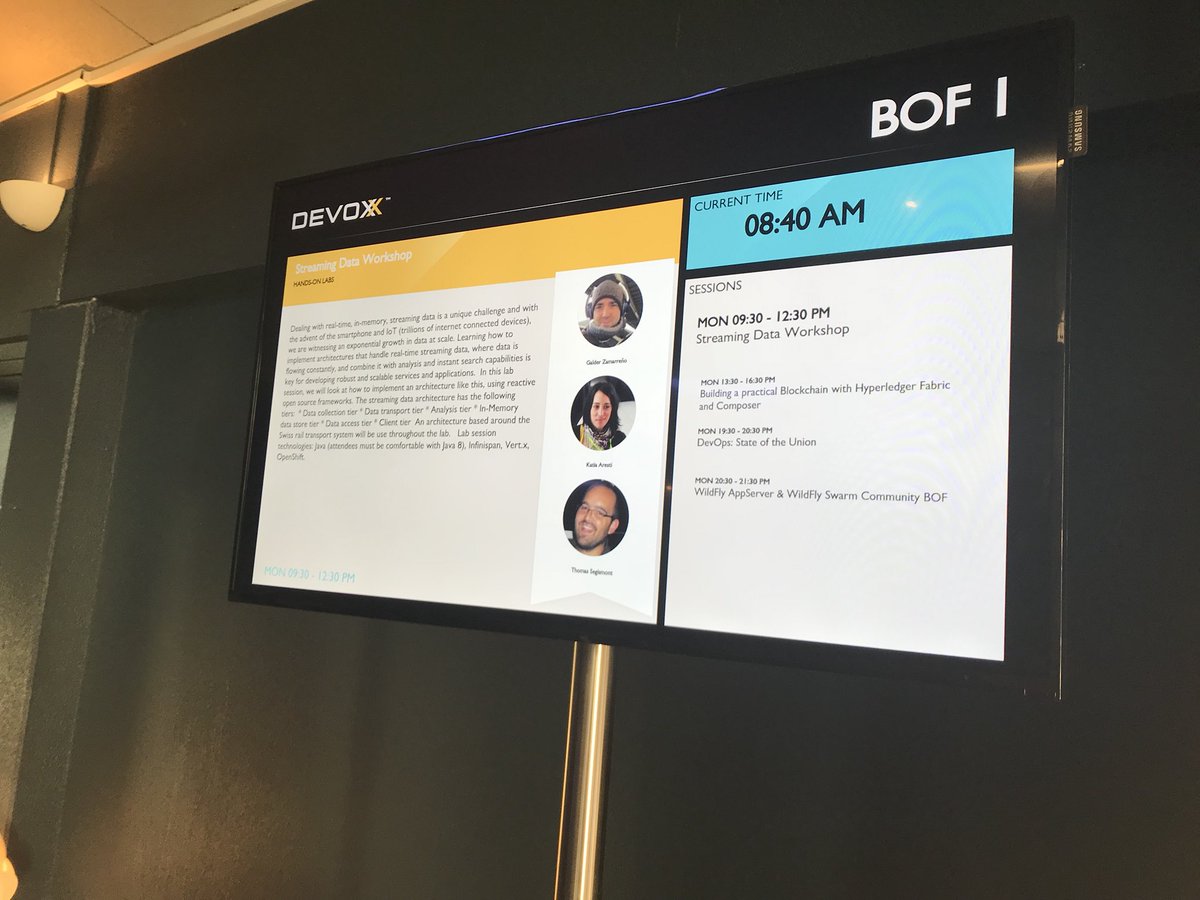 BOF 1
SAMSUNG
DEVOXX™
Streaming Data Workshop
HANDS-ON LABS
Dealing with real-time, in-memory, streaming data is a unique challenge and with
the advent of the smartphone and IoT (trillions of internet connected devices),
we are witnessing an exponential growth in data at scale. Learning how to
implement architectures that handle real-time streaming data, where data is
flowing constantly, and combine it with analysis and instant search capabilities is
key for developing robust and scalable services and applications. In this lab
session, we will look at how to implement an architecture like this, using reactive
open source frameworks. The streaming data architecture has the following
tiers: * Data collection tier * Data transport tier * Analysis tier * In-Memory
data store tier * Data access tier * Client tier An architecture based around the
Swiss rail transport system will be use throughout the lab. Lab session
technologies: Java (attendees must be comfortable with Java 8), Infinispan, Vert.x,
OpenShift.
MON 09:30 - 12:30 PM
Galder Zamarreño
Katia Aresti
Thomas Segismont
CURRENT TIME
08:40 AM
SESSIONS
MON 09:30 - 12:30 PM
Streaming Data Workshop
MON 13:30 - 16:30 PM
Building a practical Blockchain with Hyperledger Fabric
and Composer
MON 19:30 - 20:30 PM
DevOps: State of the Union
MON 20:30 - 21:30 PM
WildFly AppServer & WildFly Swarm Community BOF